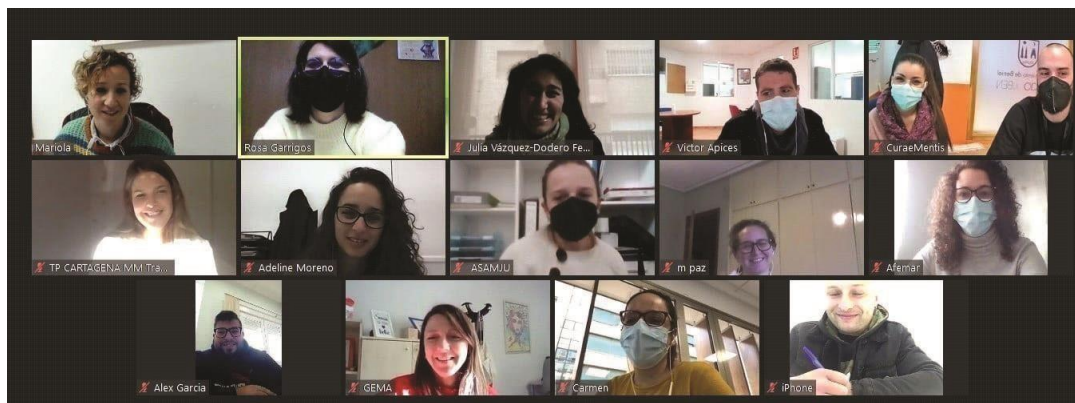 Mariola
Rosa Garrigos
Julia Vázquez-Dodero Fe...
Víctor Apices
CuraeMentis
TP CARTAGENA MM Tra...
Adeline Moreno
ASAMJU
m paz
Afemar
Alex Garcia
GEMA
Carmen
iPhone